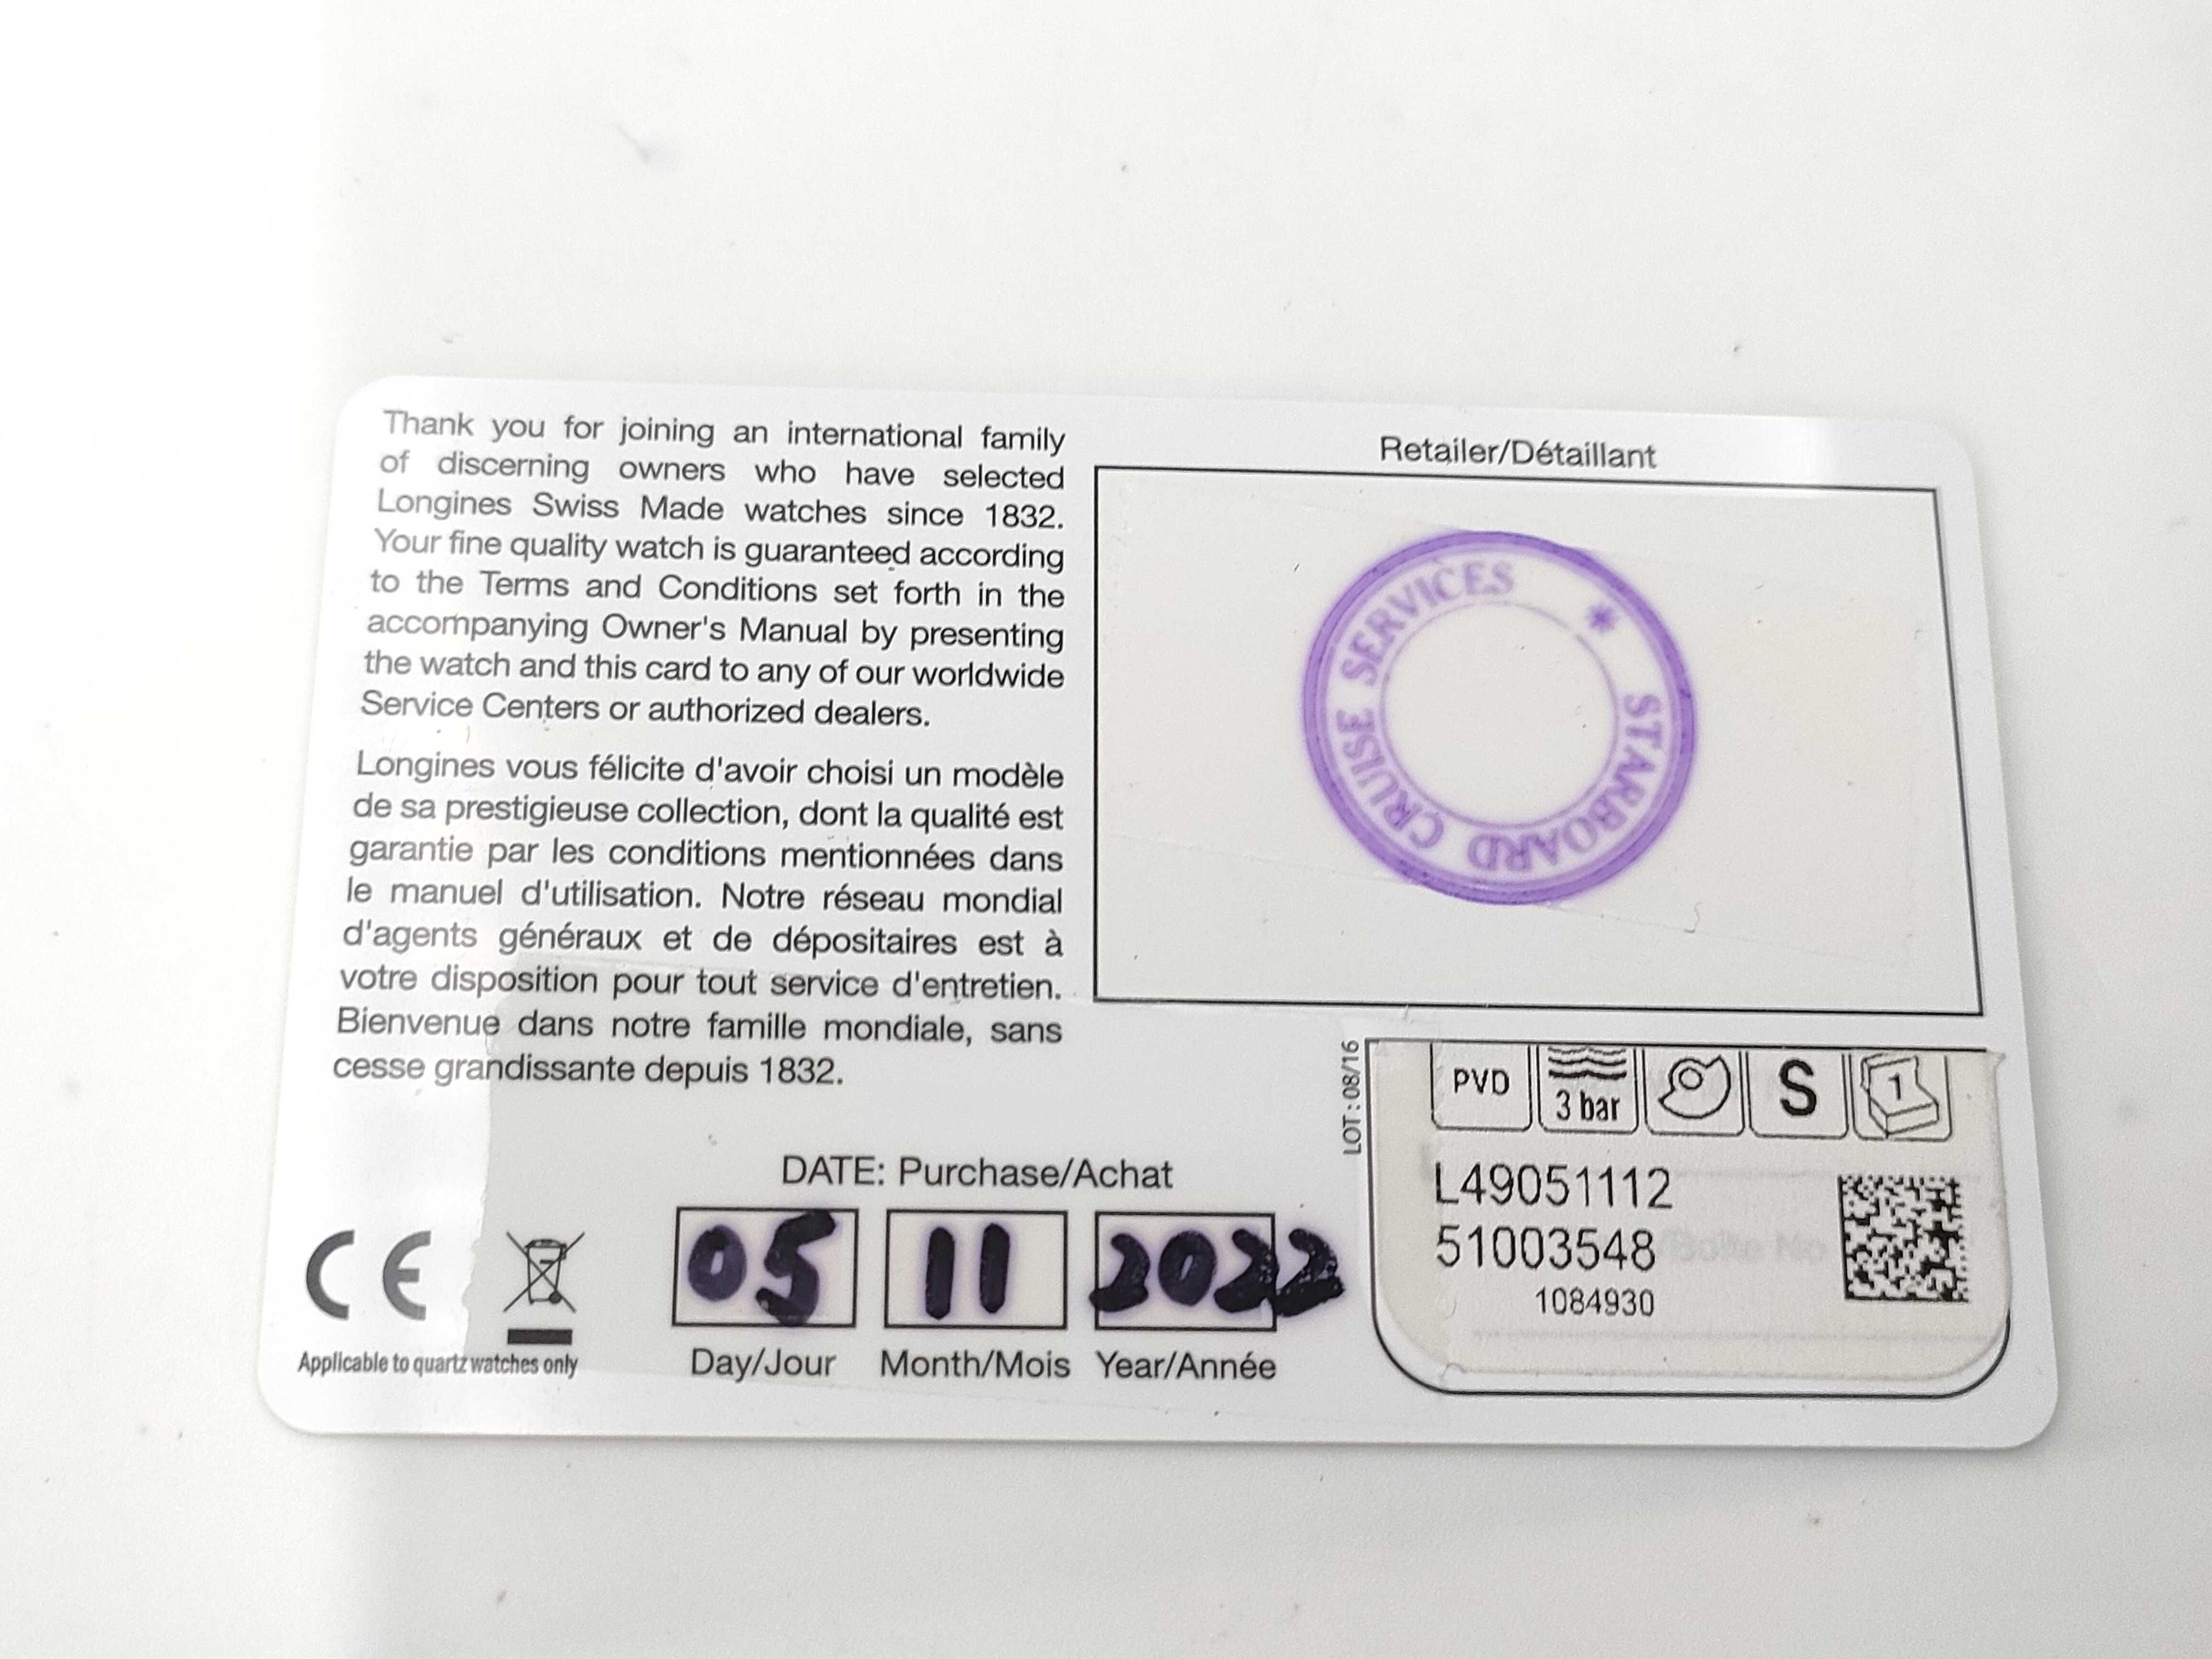 Thank you for joining an international family
of discerning owners who have selected
Longines Swiss Made watches since 1832.
Your fine quality watch is guaranteed according
to the Terms and Conditions set forth in the
accompanying Owner's Manual by presenting
the watch and this card to any of our worldwide
Service Centers or authorized dealers.
Longines vous félicite d'avoir choisi un modèle
de sa prestigieuse collection, dont la qualité est
garantie par les conditions mentionnées dans
le manuel d'utilisation. Notre réseau mondial
d'agents généraux et de dépositaires est à
votre disposition pour tout service d'entretien.
Bienvenue dans notre famille mondiale, sans
cesse grandissante depuis 1832.
Retailer/Détaillant
STARBOARD CRUISE SERVICES *
DATE: Purchase/Achat
05 11 2022
Day/Jour Month/Mois Year/Année
CE
Applicable to quartz watches only
LOT : 08/16
PVD 3 bar S 1
L49051112
51003548
1084930